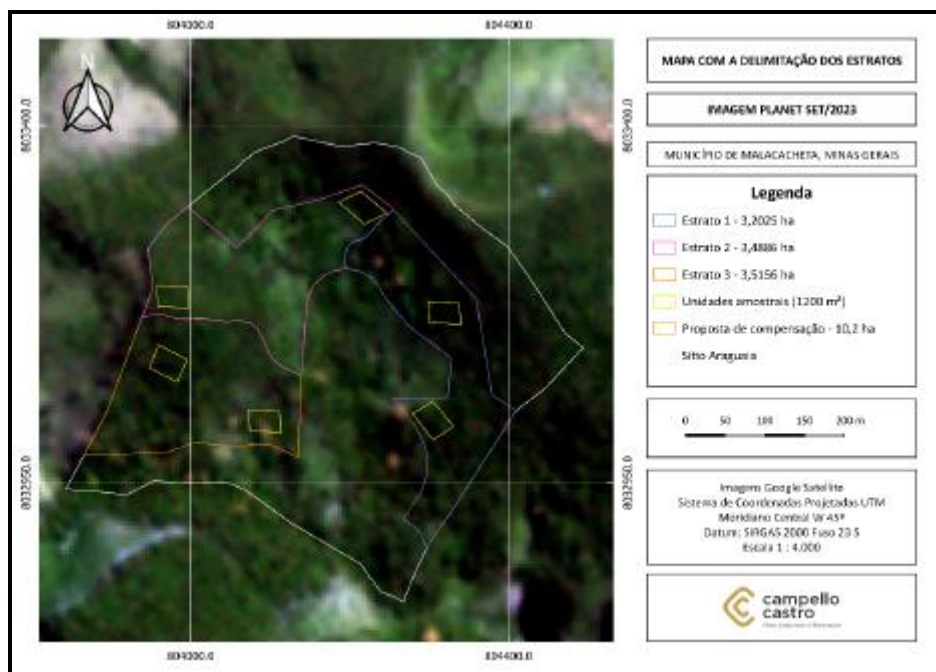 804000.0
804400.0
8033400.0
8033400.0
8032950.0
8032950.0
N
804000.0
804400.0
MAPA COM A DELIMITAÇÃO DOS ESTRATOS
IMAGEM PLANET SET/2023
MUNICÍPIO DE MALACACHETA, MINAS GERAIS
Legenda
Estrato 1 - 3,2025 ha
Estrato 2 - 3,4886 ha
Estrato 3 - 3,5156 ha
Unidades amostrais (1200 m²)
Proposta de compensação - 10,2 ha
Sítio Araguaia
0 50 100 150 200 m
Imagem Google Satélite
Sistema de Coordenadas Projetadas UTM
Meridiano Central W 45º
Datum: SIRGAS 2000 Fuso 23 S
Escala 1 : 4.000
campello
castro